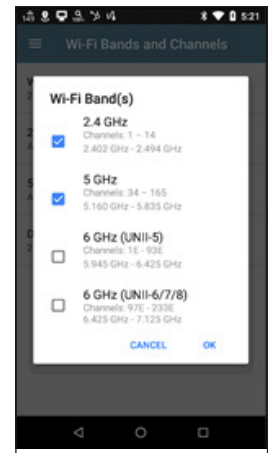 5:21
Wi-Fi Bands and Channels
Wi-Fi Band(s)
2.4 GHz
Channels: 1 - 14
2.402 GHz - 2.494 GHz
5 GHz
Channels: 34 - 165
5.160 GHz - 5.835 GHz
6 GHz (UNII-5)
Channels: 1E - 93E
5.945 GHz - 6.425 GHz
6 GHz (UNII-6/7/8)
Channels: 97E - 233E
6.425 GHz - 7.125 GHz
CANCEL OK